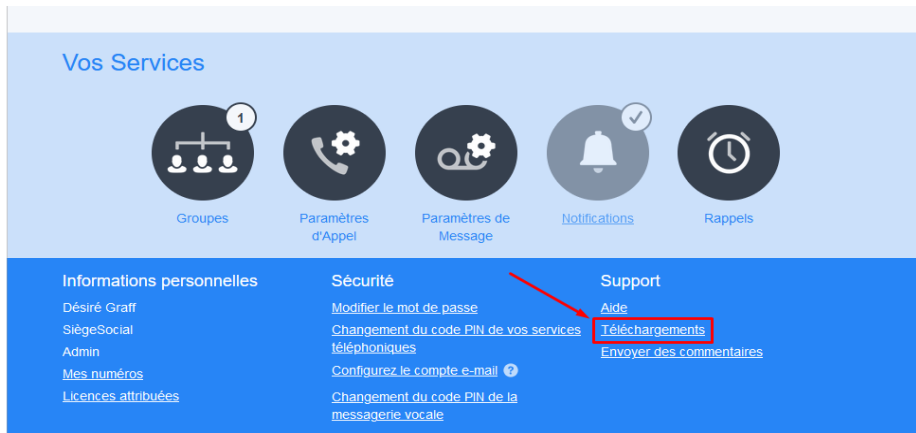 Vos Services
1
Groupes
Paramètres
d'Appel
Paramètres de
Message
Notifications
Rappels
Informations personnelles
Désiré Graff
SiègeSocial
Admin
Mes numéros
Licences attribuées
Sécurité
Modifier le mot de passe
Changement du code PIN de vos services
téléphoniques
Configurez le compte e-mail ?
Changement du code PIN de la
messagerie vocale
Support
Aide
Téléchargements
Envoyer des commentaires